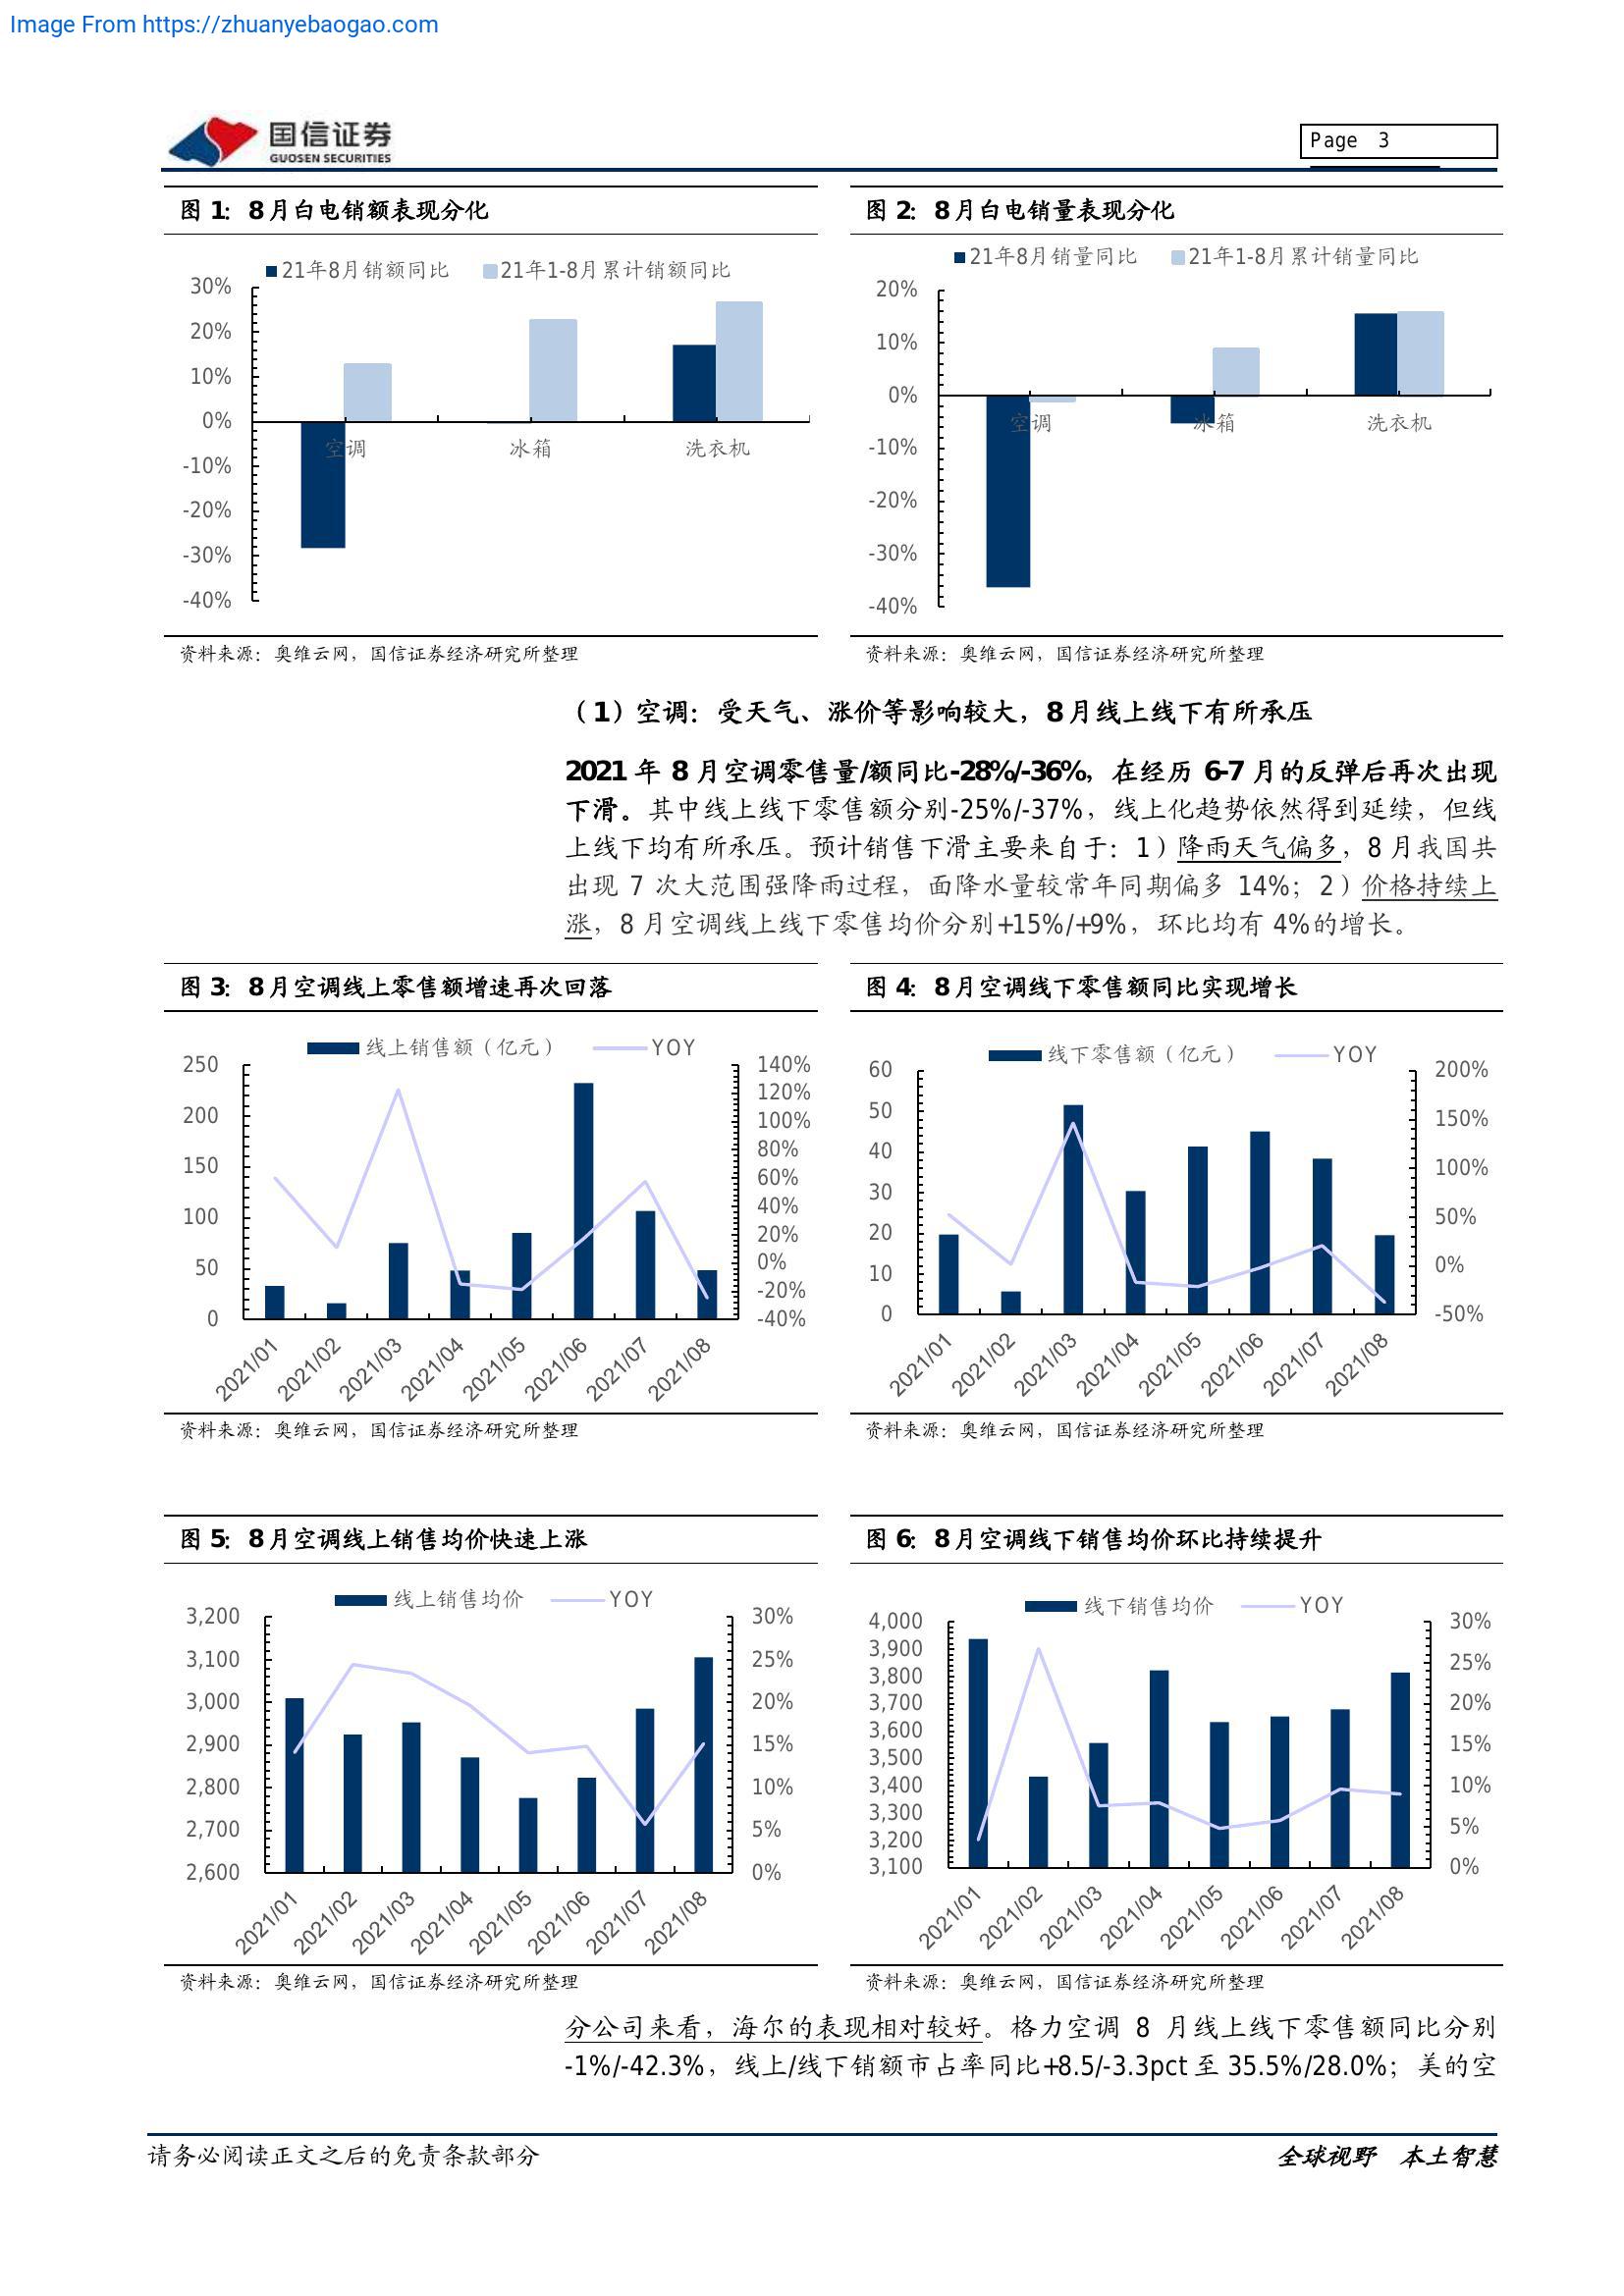 Image From https://zhuanyebaogao.com
国信证券
GUOSEN SECURITIES
Page 3
图 1：8 月白电销额表现分化
21年8月销额同比 21年1-8月累计销额同比
30%
20%
10%
0%
-10%
-20%
-30%
-40%
空调 冰箱 洗衣机
资料来源：奥维云网，国信证券经济研究所整理
图 2：8 月白电销量表现分化
21年8月销量同比 21年1-8月累计销量同比
20%
10%
0%
-10%
-20%
-30%
-40%
空调 冰箱 洗衣机
资料来源：奥维云网，国信证券经济研究所整理
（1）空调：受天气、涨价等影响较大，8 月线上线下有所承压
2021 年 8 月空调零售量/额同比-28%/-36%，在经历 6-7 月的反弹后再次出现
下滑。其中线上线下零售额分别-25%/-37%，线上化趋势依然得到延续，但线
上线下均有所承压。预计销售下滑主要来自于：1）降雨天气偏多，8 月我国共
出现 7 次大范围强降雨过程，面降水量较常年同期偏多 14%；2）价格持续上
涨，8 月空调线上线下零售均价分别+15%/+9%，环比均有 4%的增长。
图 3：8 月空调线上零售额增速再次回落
线上销售额（亿元） YOY
250
200
150
100
50
0
140%
120%
100%
80%
60%
40%
20%
0%
-20%
-40%
2021/01 2021/02 2021/03 2021/04 2021/05 2021/06 2021/07 2021/08
资料来源：奥维云网，国信证券经济研究所整理
图 4：8 月空调线下零售额同比实现增长
线下零售额（亿元） YOY
60
50
40
30
20
10
0
200%
150%
100%
50%
0%
-50%
2021/01 2021/02 2021/03 2021/04 2021/05 2021/06 2021/07 2021/08
资料来源：奥维云网，国信证券经济研究所整理
图 5：8 月空调线上销售均价快速上涨
线上销售均价 YOY
3,200
3,100
3,000
2,900
2,800
2,700
2,600
30%
25%
20%
15%
10%
5%
0%
2021/01 2021/02 2021/03 2021/04 2021/05 2021/06 2021/07 2021/08
资料来源：奥维云网，国信证券经济研究所整理
图 6：8 月空调线下销售均价环比持续提升
线下销售均价 YOY
4,000
3,900
3,800
3,700
3,600
3,500
3,400
3,300
3,200
3,100
30%
25%
20%
15%
10%
5%
0%
2021/01 2021/02 2021/03 2021/04 2021/05 2021/06 2021/07 2021/08
资料来源：奥维云网，国信证券经济研究所整理
分公司来看，海尔的表现相对较好。格力空调 8 月线上线下零售额同比分别
-1%/-42.3%，线上/线下销额市占率同比+8.5/-3.3pct 至 35.5%/28.0%；美的空
请务必阅读正文之后的免责条款部分
全球视野 本土智慧